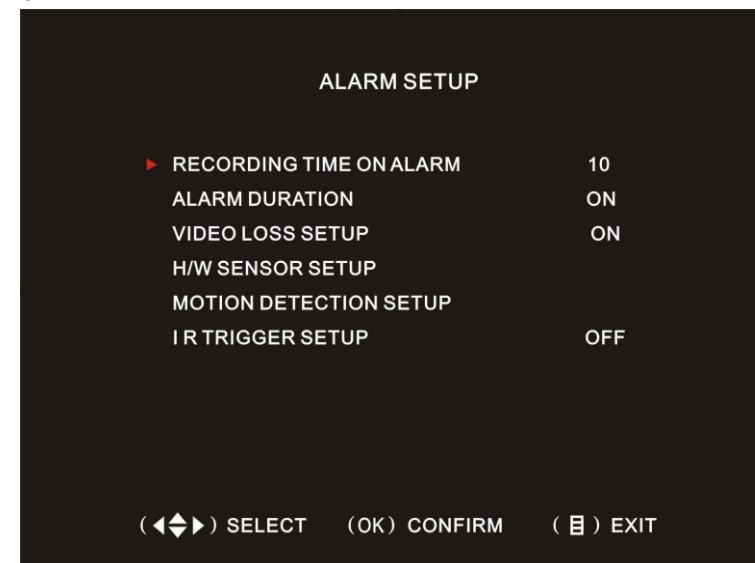 ALARM SETUP
RECORDING TIME ON ALARM 10
ALARM DURATION ON
VIDEO LOSS SETUP ON
H/W SENSOR SETUP
MOTION DETECTION SETUP
I R TRIGGER SETUP OFF
( ) SELECT (OK) CONFIRM ( ) EXIT